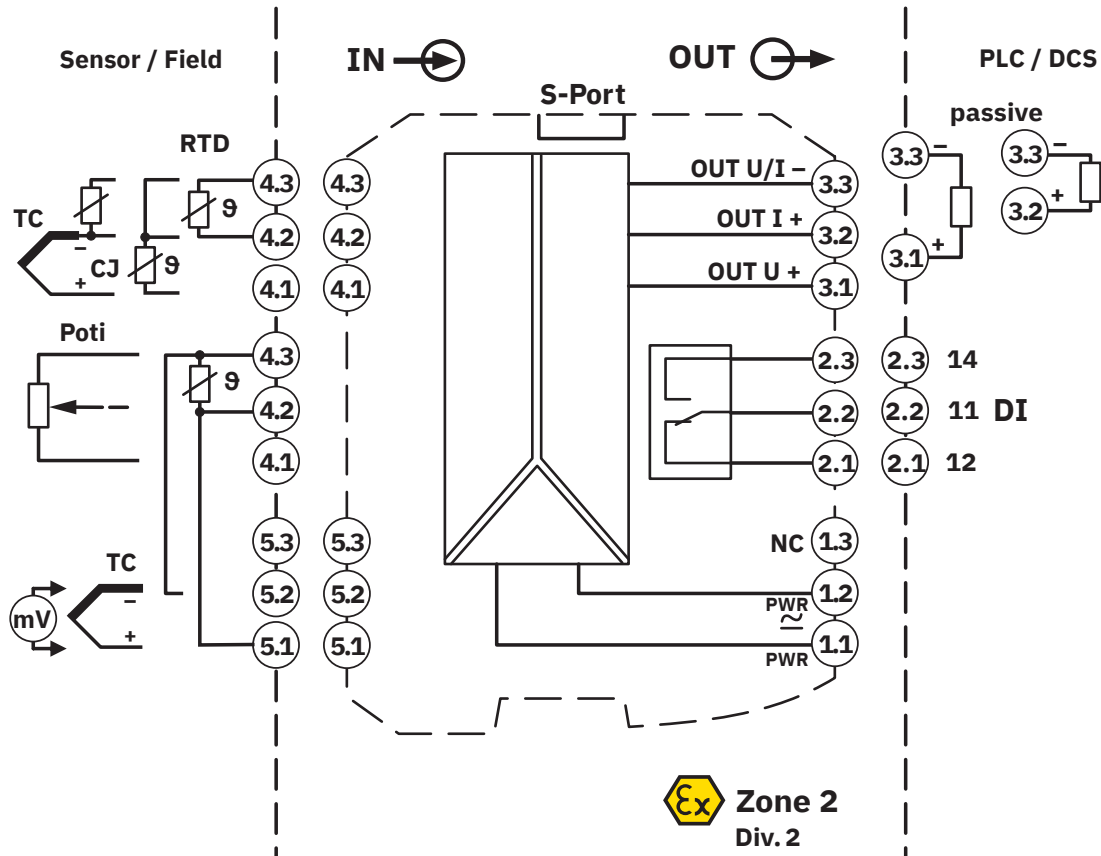 Sensor / Field
IN
OUT
PLC / DCS
S-Port
passive
RTD
TC
ϑ
CJ
ϑ
−
+
4.3
4.2
4.1
4.3
4.2
4.1
OUT U/I −
OUT I +
OUT U +
3.3
3.2
3.1
3.3 −
3.1 +
3.3 −
3.2 +
Poti
ϑ
4.3
4.2
4.1
2.3
2.2
2.1
2.3 14
2.2 11 DI
2.1 12
mV
TC
−
+
5.3
5.2
5.1
5.3
5.2
5.1
NC 1.3
PWR 1.2
PWR 1.1
Ex Zone 2
Div. 2